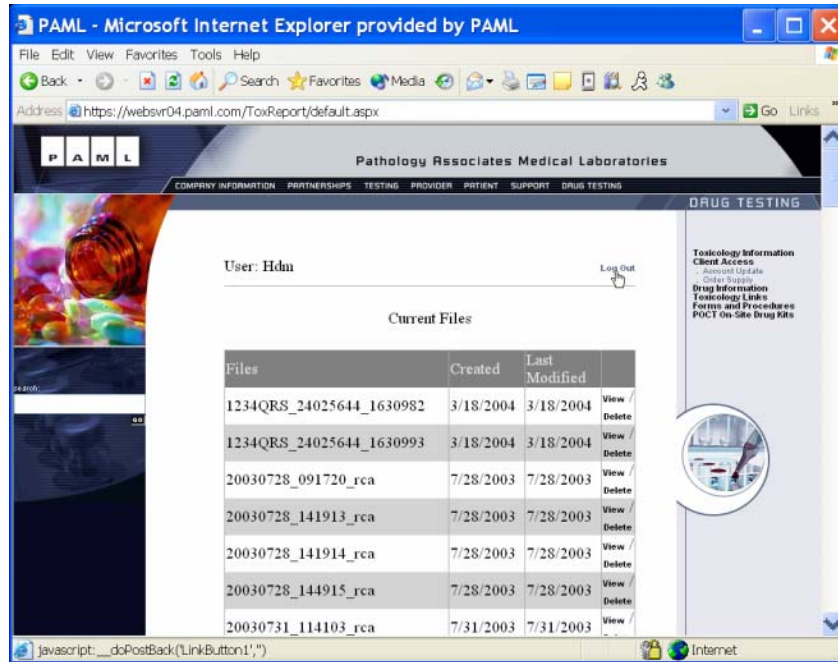 PAML - Microsoft Internet Explorer provided by PAML
File Edit View Favorites Tools Help
Back Search Favorites Media
Address https://websvr04.paml.com/ToxReport/default.aspx Go Links »
P A M L
Pathology Associates Medical Laboratories
COMPANY INFORMATION PARTNERSHIPS TESTING PROVIDER PATIENT SUPPORT DRUG TESTING
DRUG TESTING
User: Hdm
Log Out
Toxicology Information
Client Access
. Account Update
. Order Supply
Drug Information
Toxicology Links
Forms and Procedures
POCT On-Site Drug Kits
search:
GO
Current Files
Files Created Last Modified
1234QRS_24025644_1630982 3/18/2004 3/18/2004 View / Delete
1234QRS_24025644_1630993 3/18/2004 3/18/2004 View / Delete
20030728_091720_rca 7/28/2003 7/28/2003 View / Delete
20030728_141913_rca 7/28/2003 7/28/2003 View / Delete
20030728_141914_rca 7/28/2003 7/28/2003 View / Delete
20030728_144915_rca 7/28/2003 7/28/2003 View / Delete
20030731_114103_rca 7/31/2003 7/31/2003 View /
javascript:__doPostBack('LinkButton1','') Internet